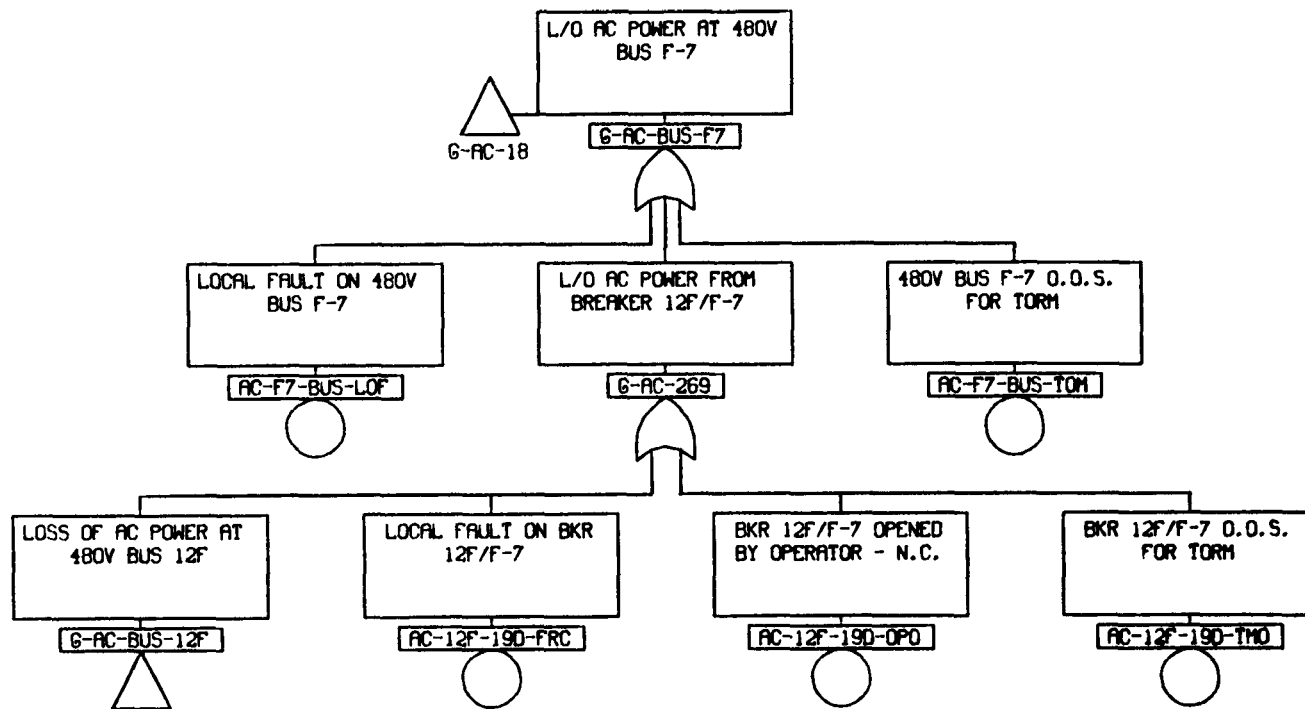 L/O AC POWER AT 480V
BUS F-7
G-AC-18
G-AC-BUS-F7
LOCAL FAULT ON 480V
BUS F-7
L/O AC POWER FROM
BREAKER 12F/F-7
480V BUS F-7 O.O.S.
FOR TORM
AC-F7-BUS-LOF
G-AC-269
AC-F7-BUS-TOM
LOSS OF AC POWER AT
480V BUS 12F
LOCAL FAULT ON BKR
12F/F-7
BKR 12F/F-7 OPENED
BY OPERATOR - N.C.
BKR 12F/F-7 O.O.S.
FOR TORM
G-AC-BUS-12F
AC-12F-19D-FRC
AC-12F-19D-OPO
AC-12F-19D-TMO